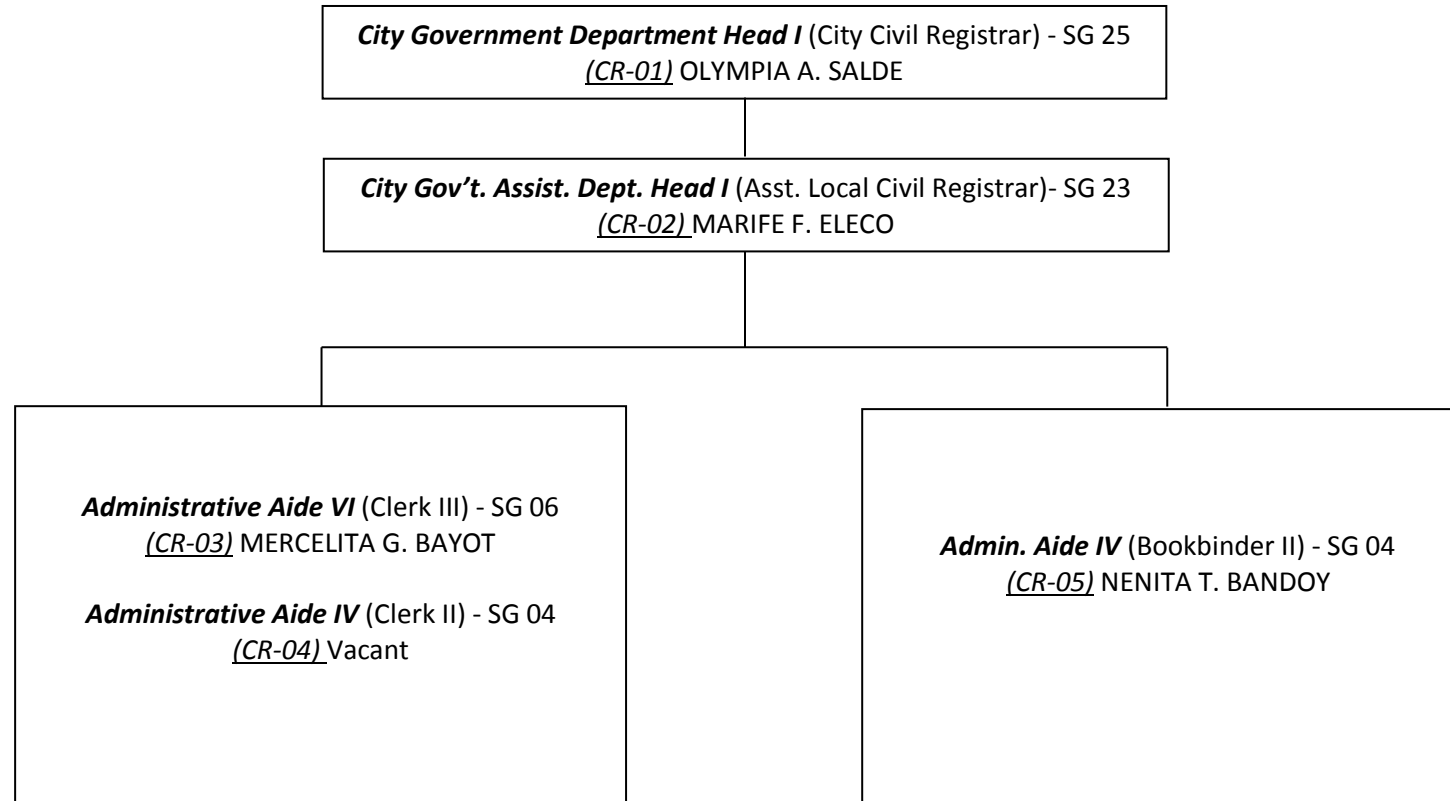 City Government Department Head I (City Civil Registrar) - SG 25
(CR-01) OLYMPIA A. SALDE
City Gov’t. Assist. Dept. Head I (Asst. Local Civil Registrar)- SG 23
(CR-02) MARIFE F. ELECO
Administrative Aide VI (Clerk III) - SG 06
(CR-03) MERCELITA G. BAYOT
Administrative Aide IV (Clerk II) - SG 04
(CR-04) Vacant
Admin. Aide IV (Bookbinder II) - SG 04
(CR-05) NENITA T. BANDOY